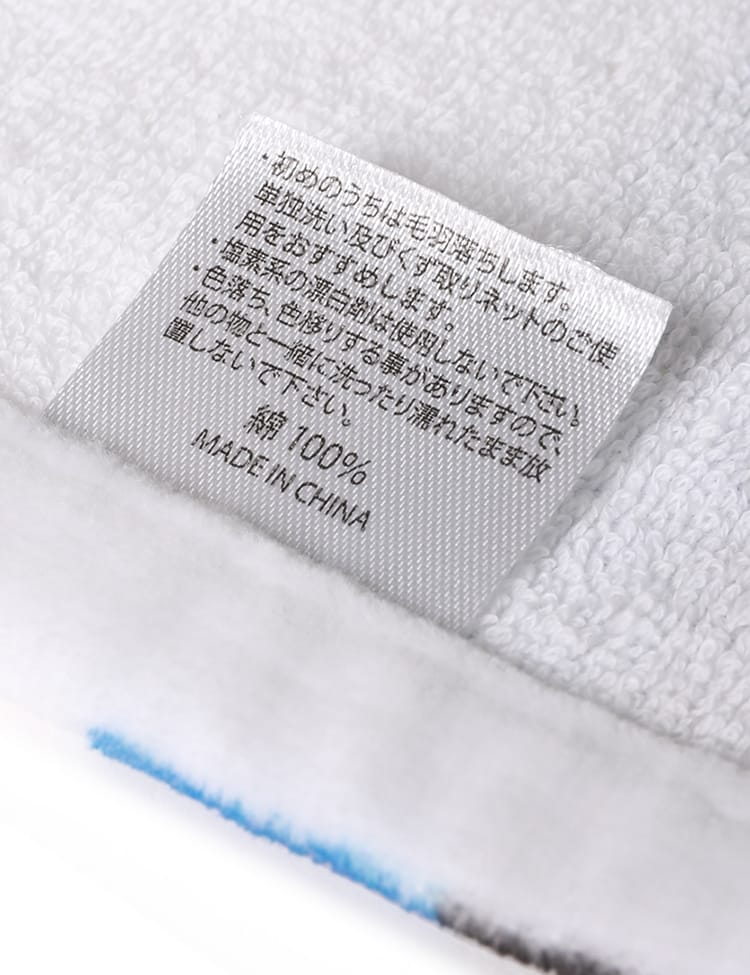 ・初めのうちは毛羽落ちします。
単独洗い及びくず取りネットのご使
用をおすすめします。
・塩素系の漂白剤は使用しないで下さい。
・色落ち、色移りする事がありますので、
他の物と一緒に洗ったり濡れたまま放
置しないで下さい。
綿 100%
MADE IN CHINA